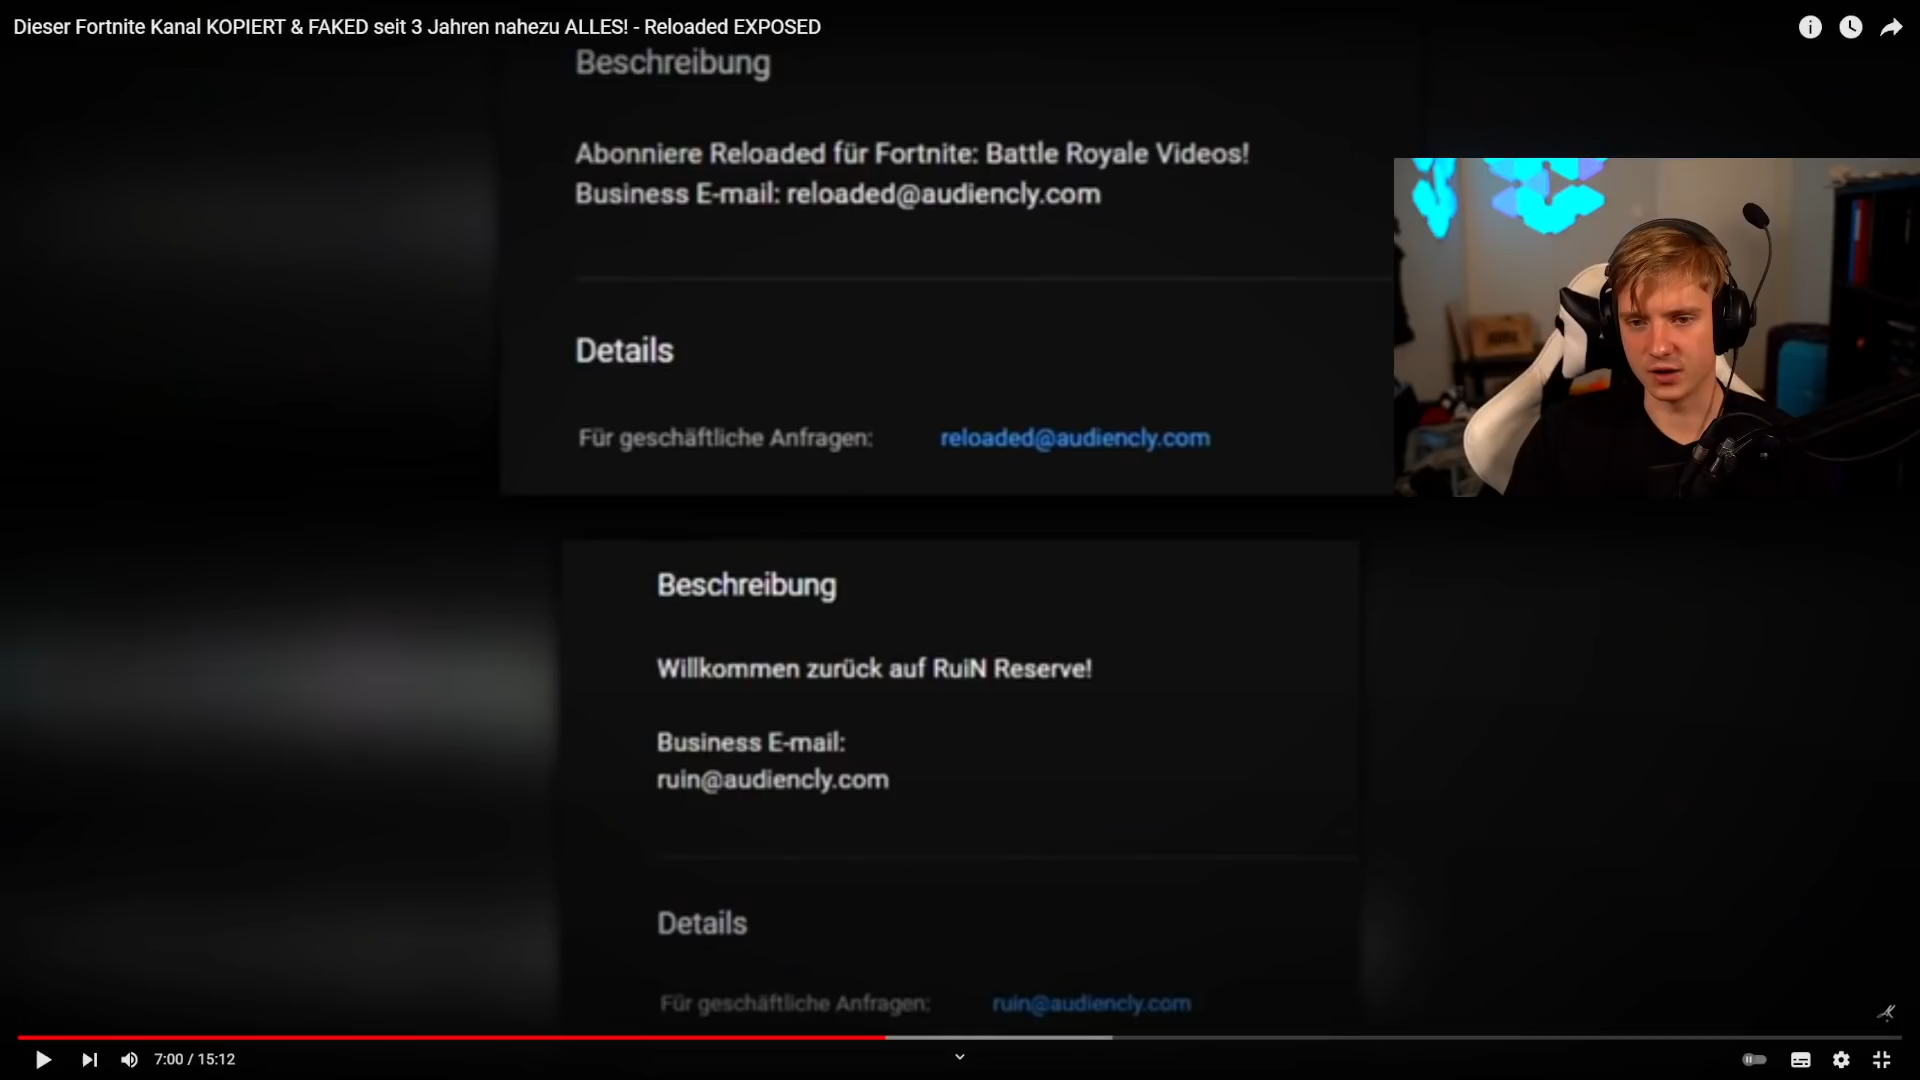 Dieser Fortnite Kanal KOPIERT & FAKED seit 3 Jahren nahezu ALLES! - Reloaded EXPOSED
Beschreibung
Abonniere Reloaded für Fortnite: Battle Royale Videos!
Business E-mail: reloaded@audiencly.com
Details
Für geschäftliche Anfragen: reloaded@audiencly.com
Beschreibung
Willkommen zurück auf RuiN Reserve!
Business E-mail:
ruin@audiencly.com
Details
Für geschäftliche Anfragen: ruin@audiencly.com
7:00 / 15:12